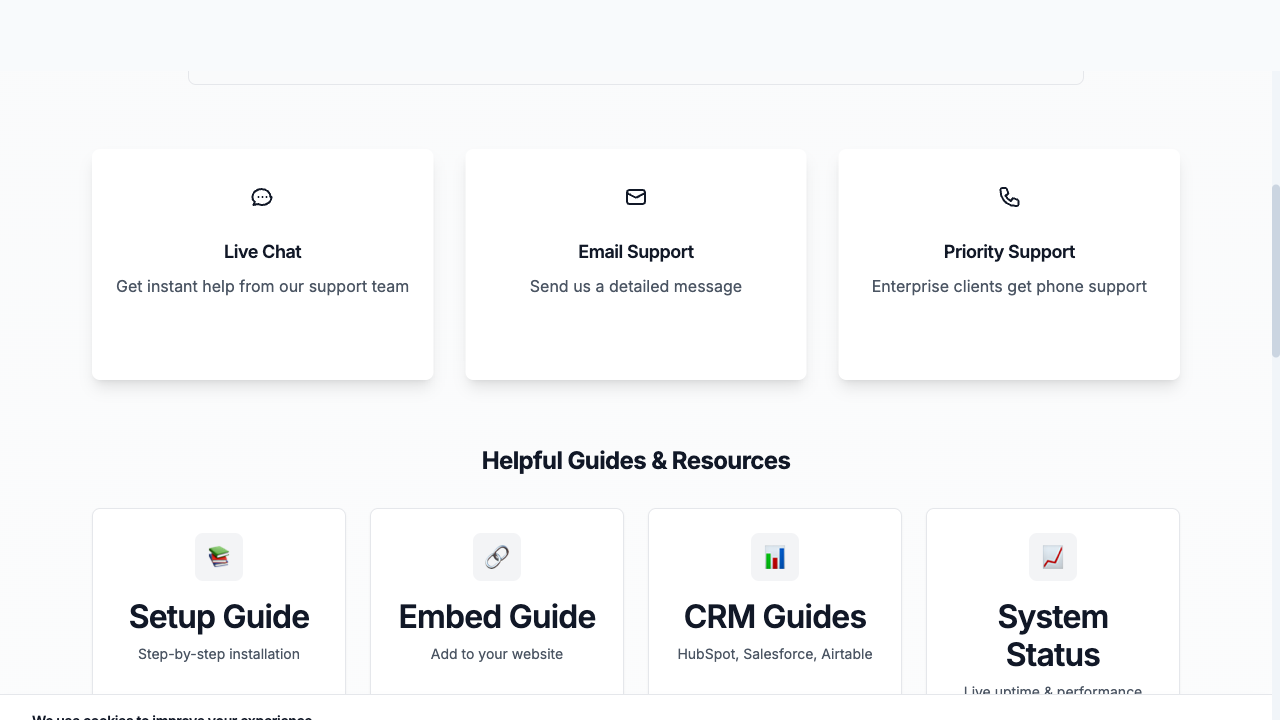 Live Chat
Get instant help from our support team
Email Support
Send us a detailed message
Priority Support
Enterprise clients get phone support
Helpful Guides & Resources
Setup Guide
Step-by-step installation
Embed Guide
Add to your website
CRM Guides
HubSpot, Salesforce, Airtable
System
Status
Live uptime & performance
We use cookies to improve your experience